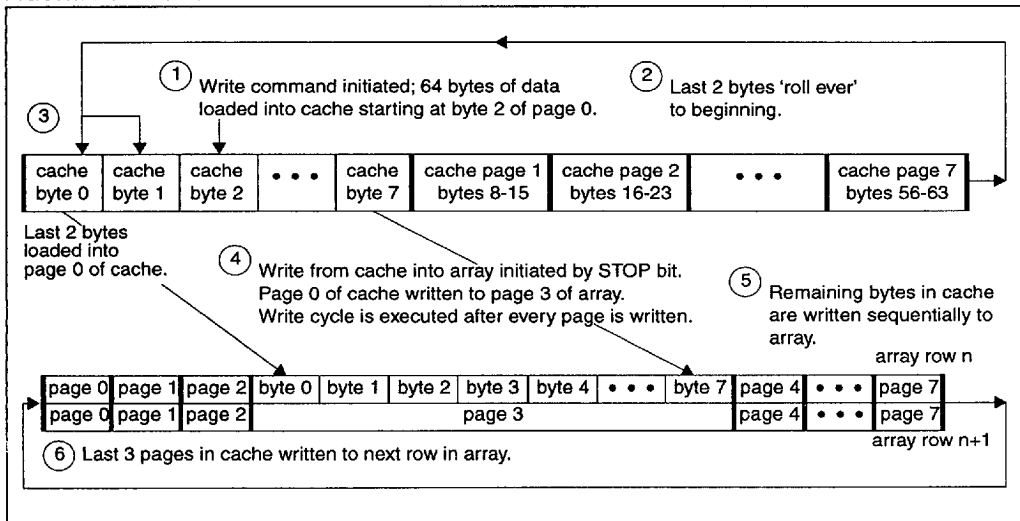 1 Write command initiated; 64 bytes of data
loaded into cache starting at byte 2 of page 0.
2 Last 2 bytes 'roll ever'
to beginning.
3
cache byte 0
cache byte 1
cache byte 2
• • •
cache byte 7
cache page 1 bytes 8-15
cache page 2 bytes 16-23
• • •
cache page 7 bytes 56-63
Last 2 bytes
loaded into
page 0 of cache.
4 Write from cache into array initiated by STOP bit.
Page 0 of cache written to page 3 of array.
Write cycle is executed after every page is written.
5 Remaining bytes in cache
are written sequentially to
array.
array row n
page 0 page 1 page 2 byte 0 byte 1 byte 2 byte 3 byte 4 • • • byte 7 page 4 • • • page 7
page 0 page 1 page 2 page 3 page 4 • • • page 7
array row n+1
6 Last 3 pages in cache written to next row in array.